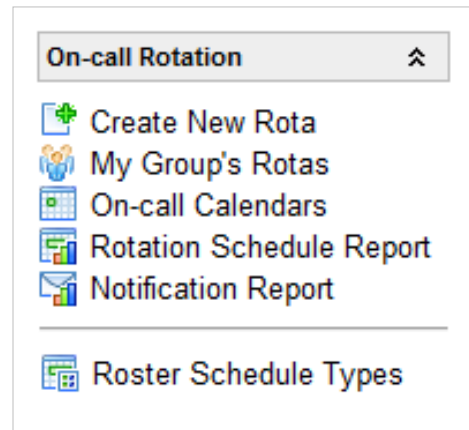 On-call Rotation
Create New Rota
My Group's Rotas
On-call Calendars
Rotation Schedule Report
Notification Report
Roster Schedule Types